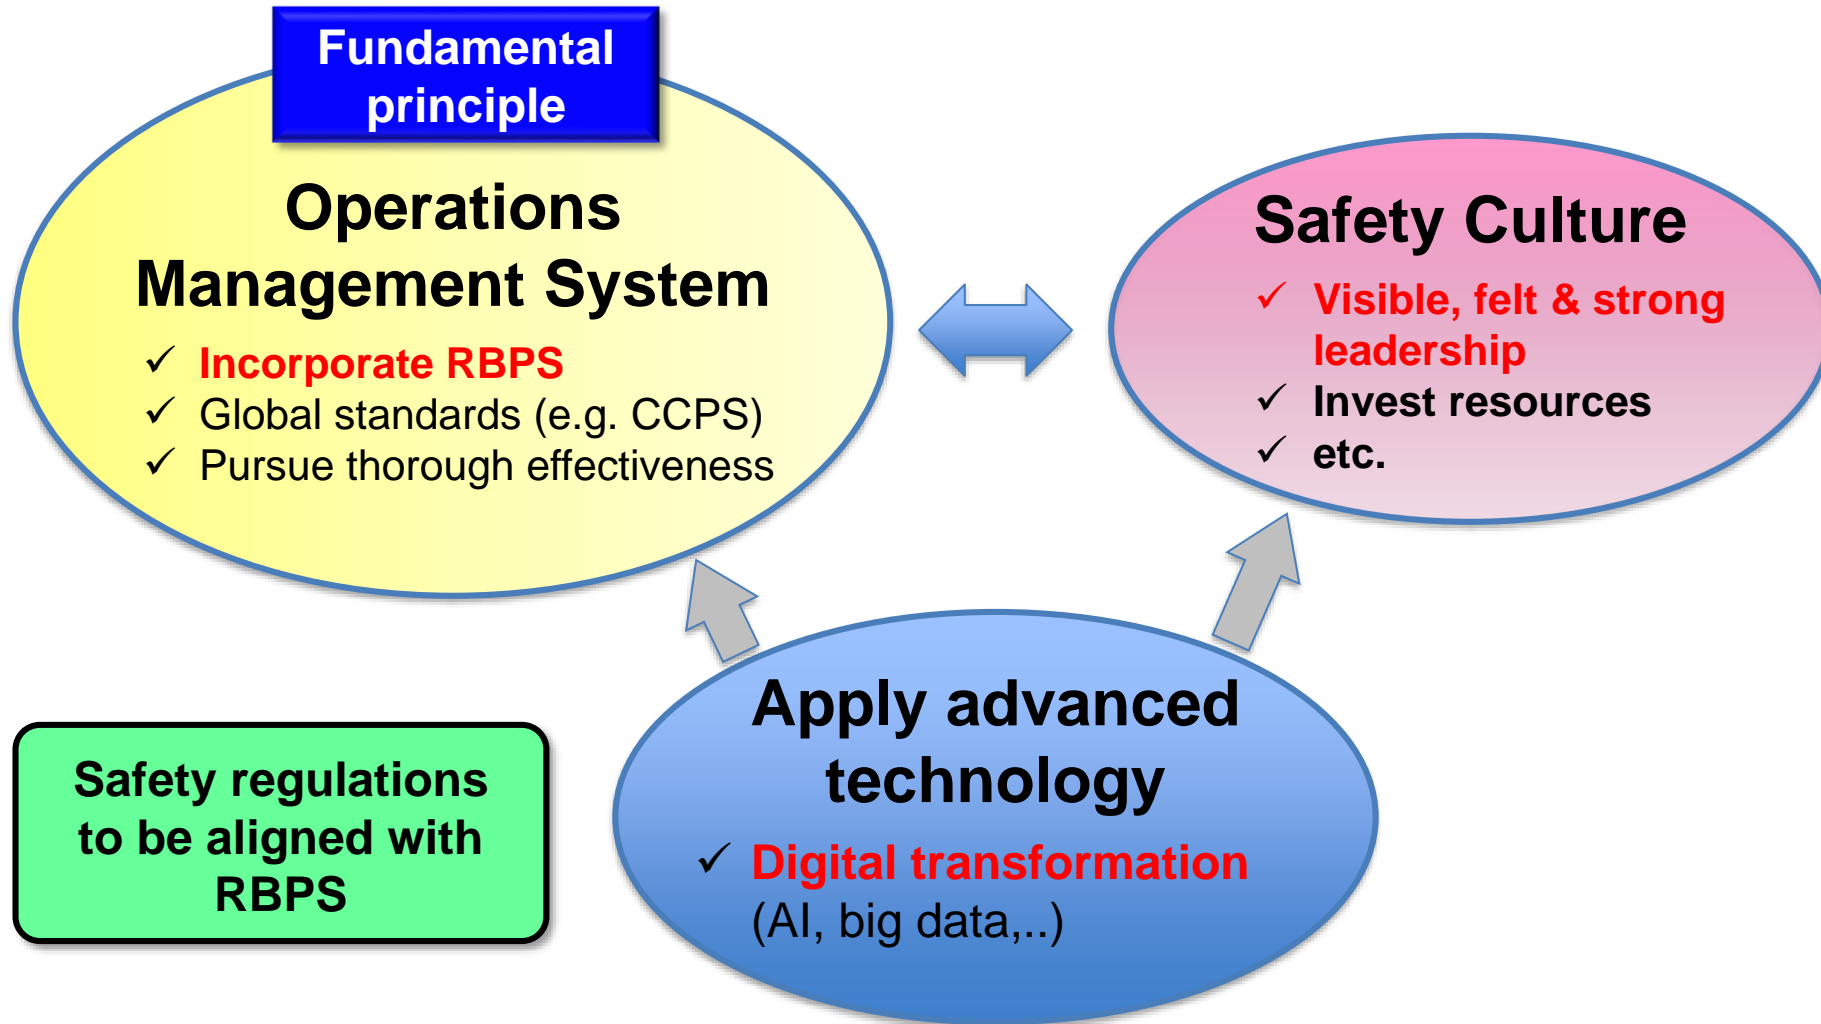 Fundamental
principle
Operations
Management System
✓ Incorporate RBPS
✓ Global standards (e.g. CCPS)
✓ Pursue thorough effectiveness
Safety Culture
✓ Visible, felt & strong
leadership
✓ Invest resources
✓ etc.
Apply advanced
technology
✓ Digital transformation
(AI, big data,..)
Safety regulations
to be aligned with
RBPS